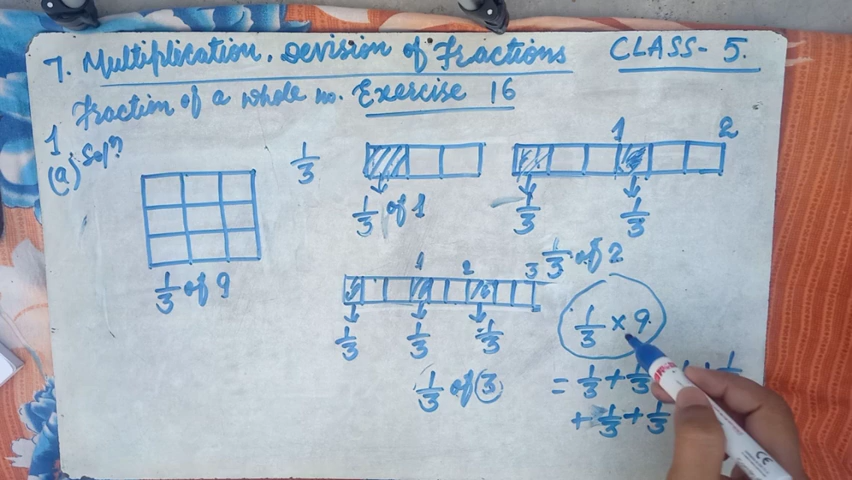 7. Multiplication. Devision of Fractions CLASS- 5.
Fraction of a whole no. Exercise 16
1
(a) Sol?
1/3
1 2
1/3 of 1
1/3 1/3
1/3 of 2
1/3 of 9
1 2 3
1/3 1/3 1/3
1/3 of 3
1/3 × 9
= 1/3 + 1/3
+ 1/3 + 1/3